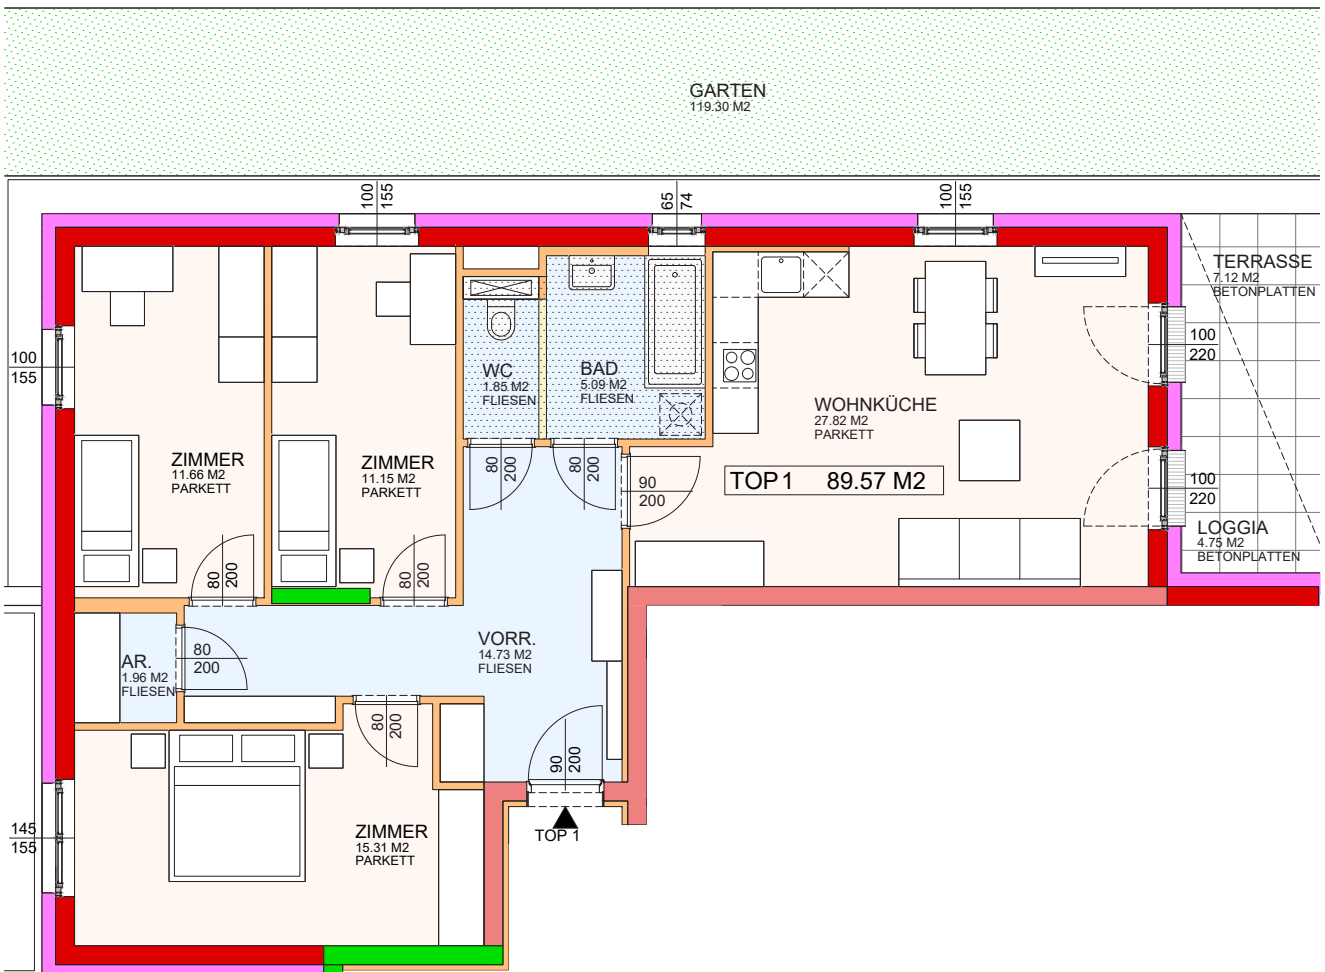 GARTEN
119.30 M2
100
155
65
74
100
155
TERRASSE
7.12 M2
BETONPLATTEN
100
155
WC
1.85 M2
FLIESEN
BAD
5.09 M2
FLIESEN
100
220
WOHNKÜCHE
27.82 M2
PARKETT
ZIMMER
11.66 M2
PARKETT
ZIMMER
11.15 M2
PARKETT
80
200
80
200
90
200
TOP 1 89.57 M2
100
220
LOGGIA
4.75 M2
BETONPLATTEN
80
200
80
200
AR.
1.96 M2
FLIESEN
80
200
VORR.
14.73 M2
FLIESEN
80
200
90
200
145
155
ZIMMER
15.31 M2
PARKETT
TOP 1